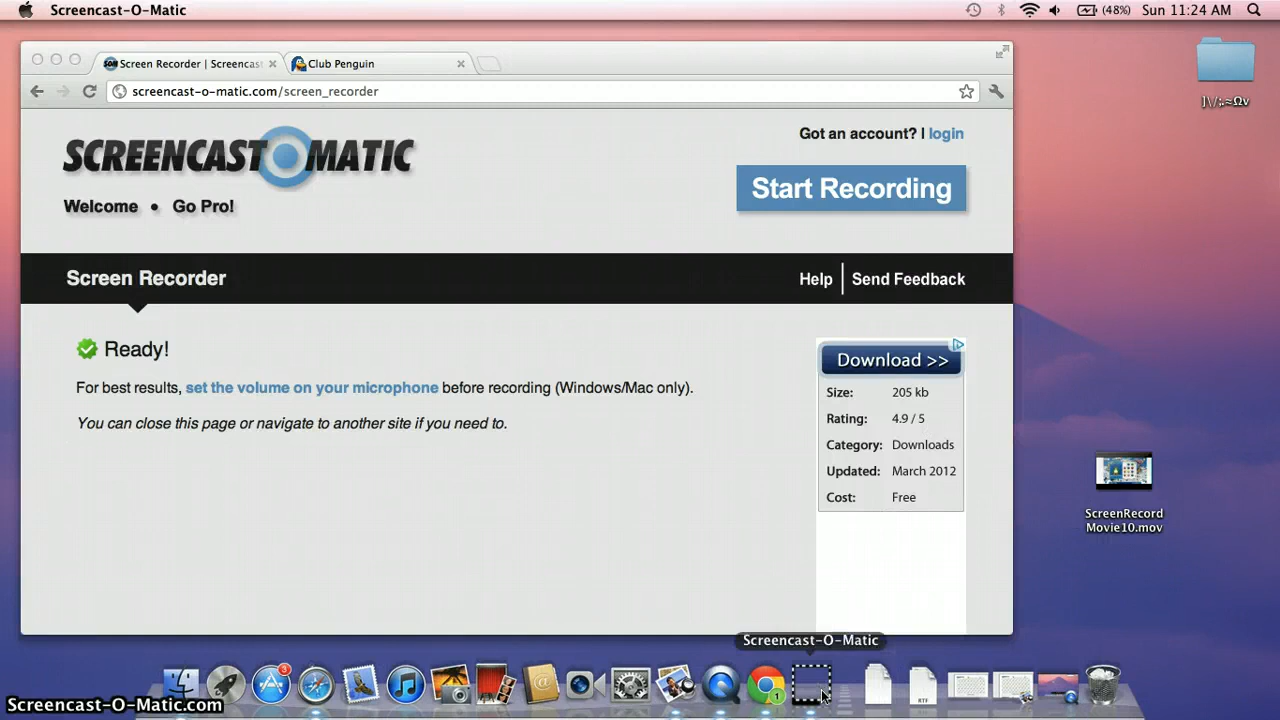 Screencast-O-Matic
(48%) Sun 11:24 AM
Screen Recorder | Screencast
Club Penguin
screencast-o-matic.com/screen_recorder
]\/;.≈Ωv
SCREENCAST O MATIC
Got an account? | login
Start Recording
Welcome • Go Pro!
Screen Recorder
Help
Send Feedback
Ready!
For best results, set the volume on your microphone before recording (Windows/Mac only).
You can close this page or navigate to another site if you need to.
Download >>
Size: 205 kb
Rating: 4.9 / 5
Category: Downloads
Updated: March 2012
Cost: Free
ScreenRecord
Movie10.mov
Screencast-O-Matic
3
1
RTF
Screencast-O-Matic.com